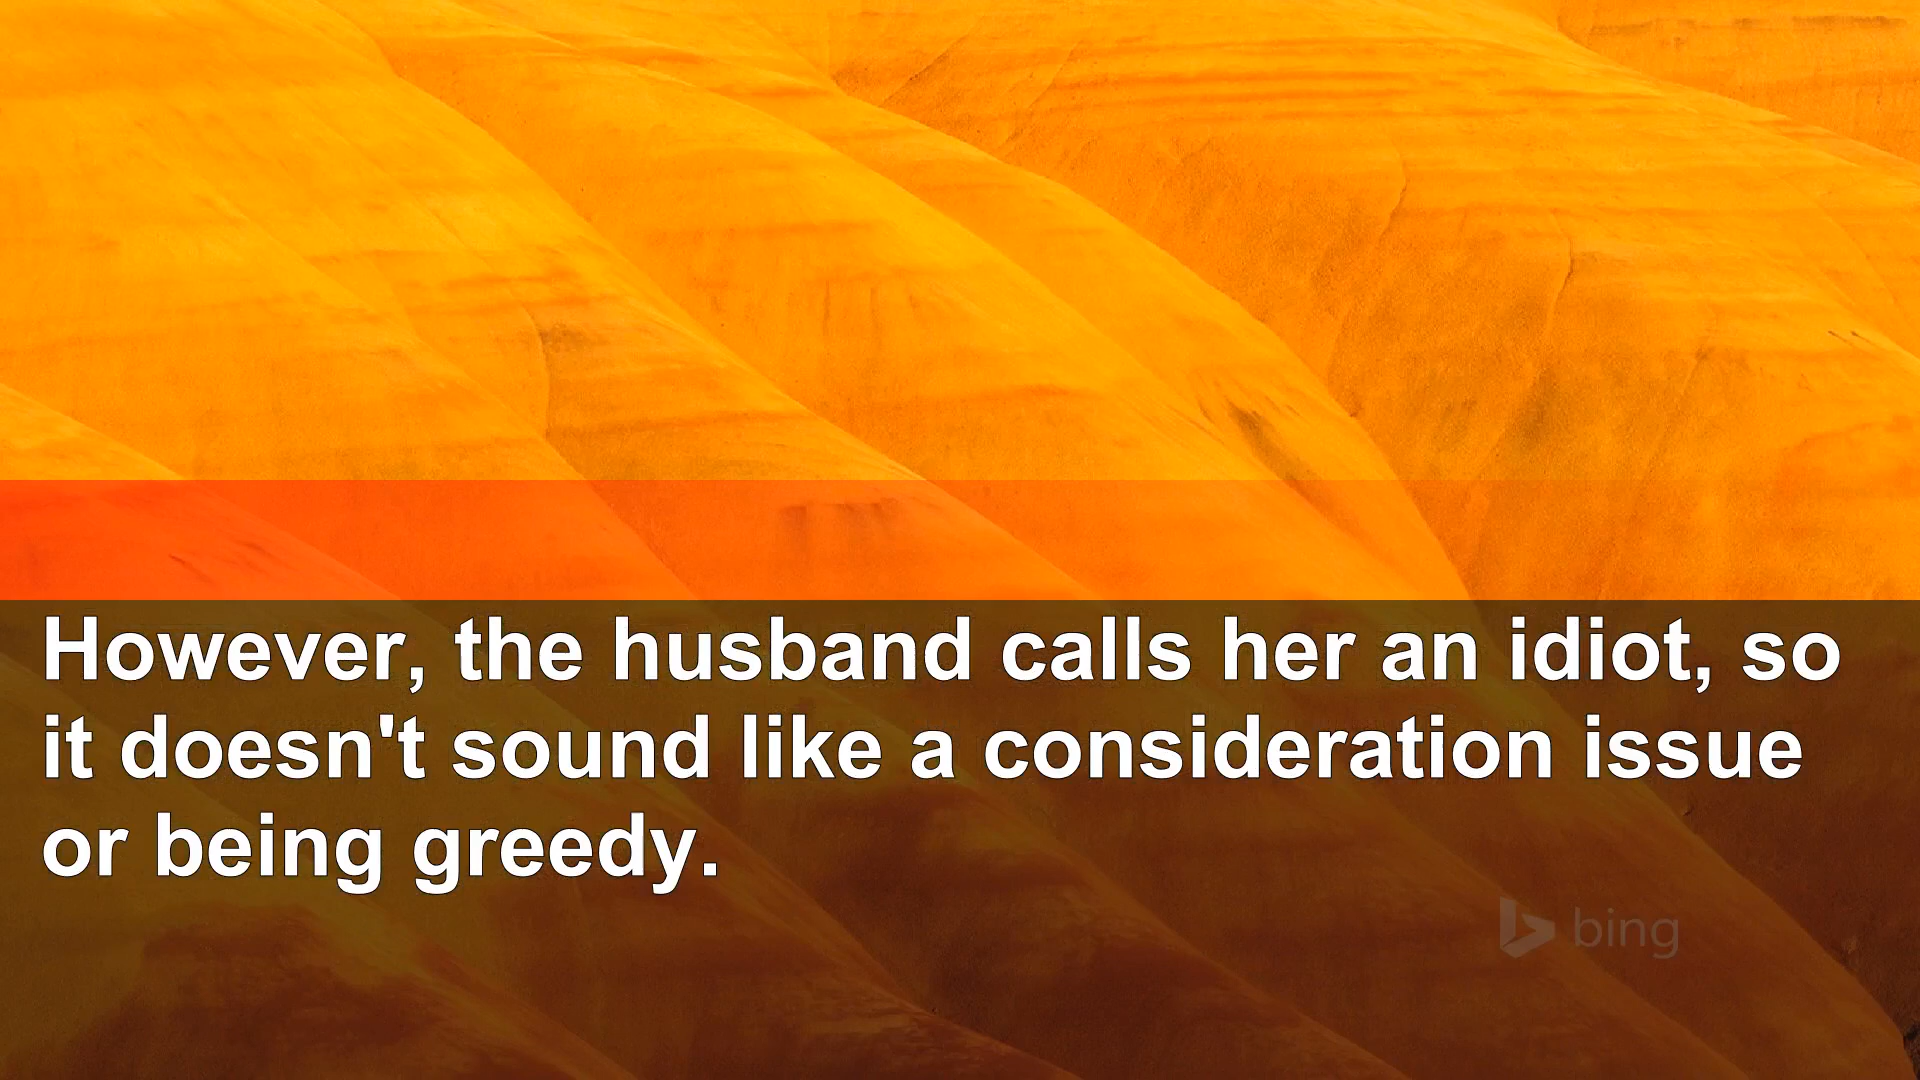 However, the husband calls her an idiot, so
it doesn't sound like a consideration issue
or being greedy.
bing